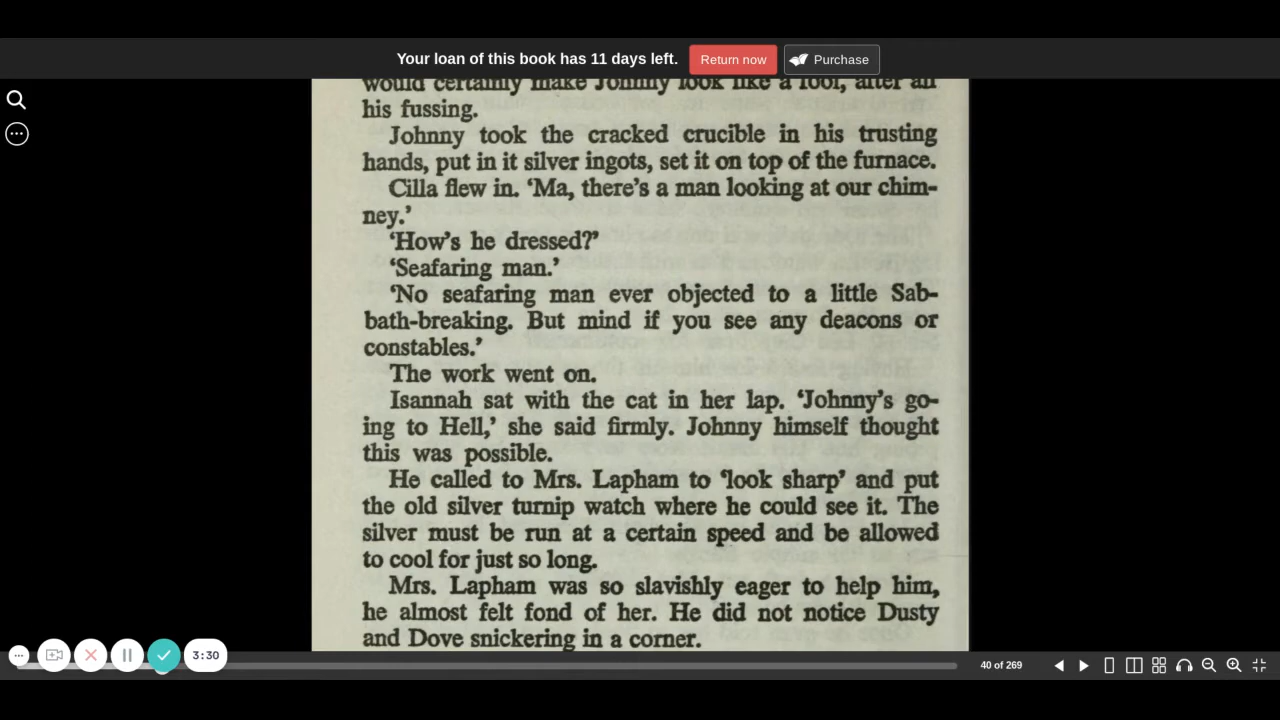 Your loan of this book has 11 days left. Return now Purchase
would certainly make Johnny look like a fool, after all
his fussing.
Johnny took the cracked crucible in his trusting
hands, put in it silver ingots, set it on top of the furnace.
Cilla flew in. ‘Ma, there’s a man looking at our chim-
ney.’
‘How’s he dressed?’
‘Seafaring man.’
‘No seafaring man ever objected to a little Sab-
bath-breaking. But mind if you see any deacons or
constables.’
The work went on.
Isannah sat with the cat in her lap. ‘Johnny’s go-
ing to Hell,’ she said firmly. Johnny himself thought
this was possible.
He called to Mrs. Lapham to ‘look sharp’ and put
the old silver turnip watch where he could see it. The
silver must be run at a certain speed and be allowed
to cool for just so long.
Mrs. Lapham was so slavishly eager to help him,
he almost felt fond of her. He did not notice Dusty
and Dove snickering in a corner.
3:30
40 of 269